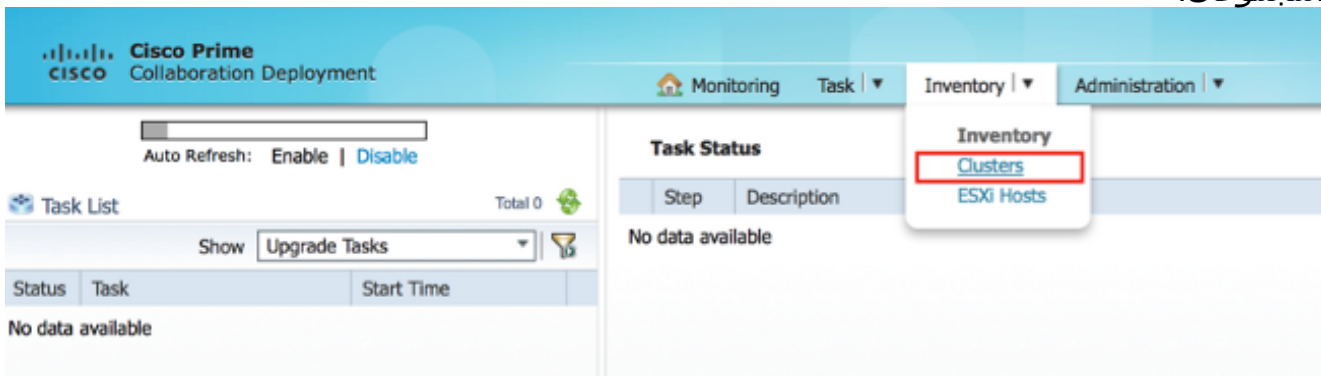 Cisco Prime
CISCO Collaboration Deployment
Monitoring Task Inventory Administration
Inventory
Clusters
ESXi Hosts
Auto Refresh: Enable | Disable
Task List Total 0
Show Upgrade Tasks
Status Task Start Time
No data available
Task Status
Step Description
No data available